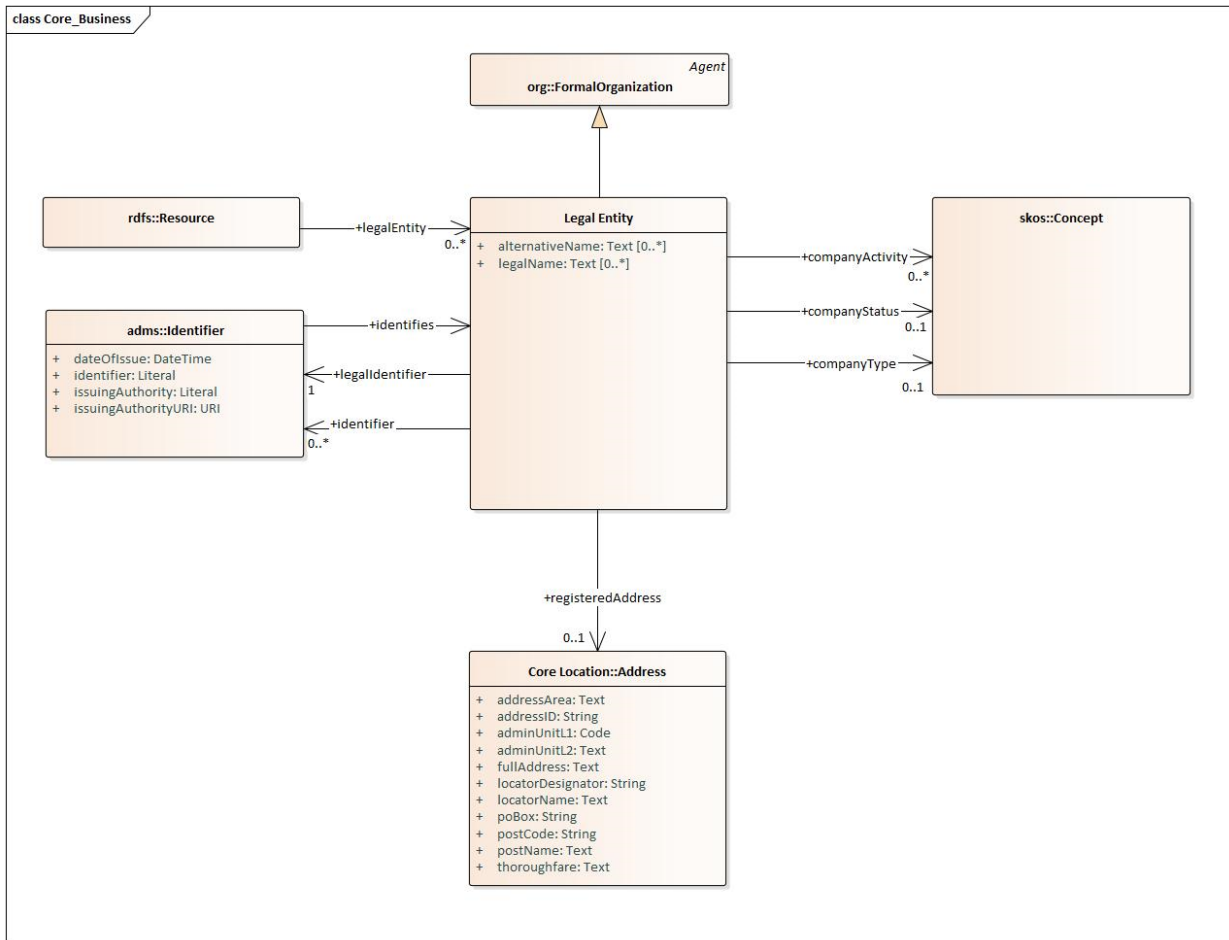 class Core_Business
Agent
org::FormalOrganization
rdfs::Resource
+legalEntity
0..*
Legal Entity
+ alternativeName: Text [0..*]
+ legalName: Text [0..*]
skos::Concept
+companyActivity
0..*
+companyStatus
0..1
+companyType
0..1
adms::Identifier
+ dateOfIssue: DateTime
+ identifier: Literal
+ issuingAuthority: Literal
+ issuingAuthorityURI: URI
+identifies
+legalIdentifier
1
+identifier
0..*
+registeredAddress
0..1
Core Location::Address
+ addressArea: Text
+ addressID: String
+ adminUnitL1: Code
+ adminUnitL2: Text
+ fullAddress: Text
+ locatorDesignator: String
+ locatorName: Text
+ poBox: String
+ postCode: String
+ postName: Text
+ thoroughfare: Text